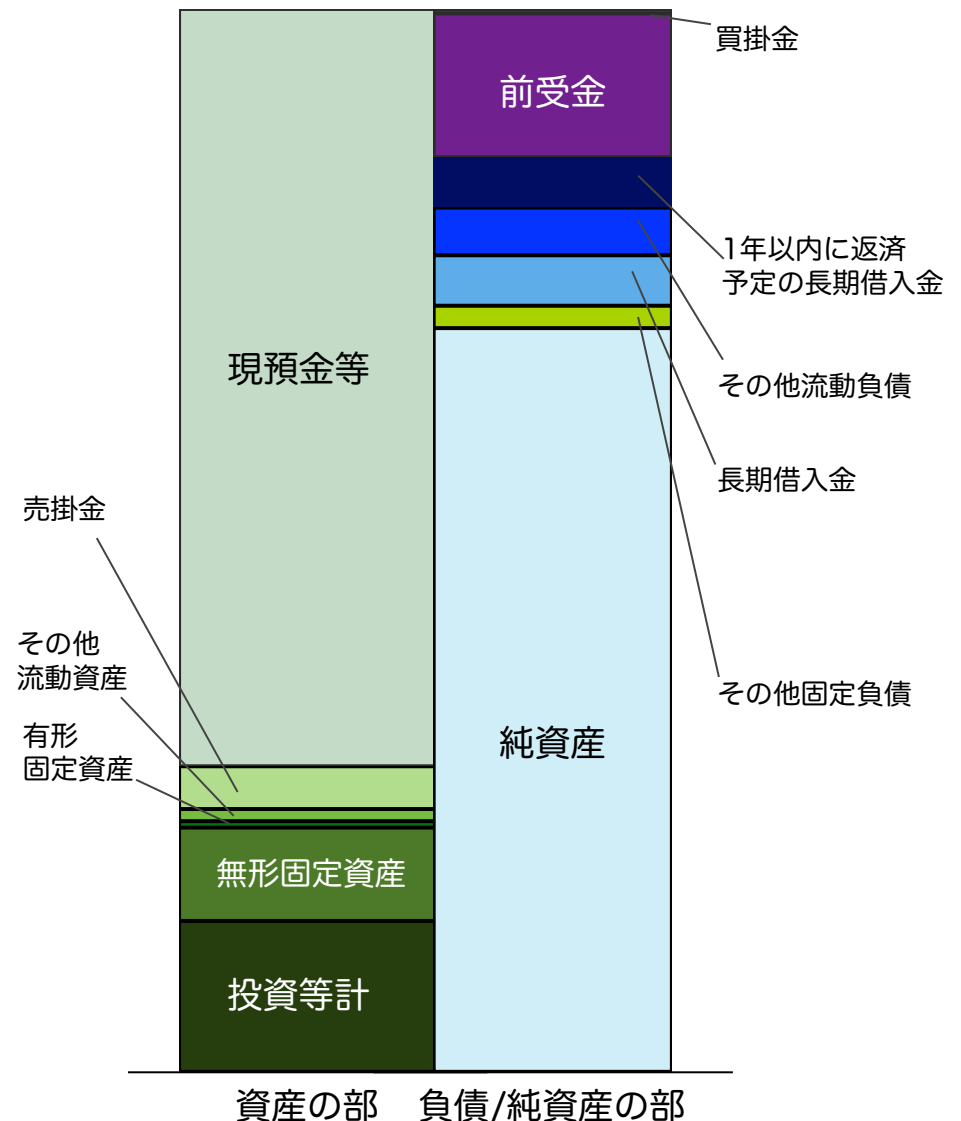 買掛金
前受金
1年以内に返済
予定の長期借入金
現預金等
その他流動負債
長期借入金
売掛金
その他
流動資産
その他固定負債
有形
固定資産
純資産
無形固定資産
投資等計
資産の部
負債/純資産の部